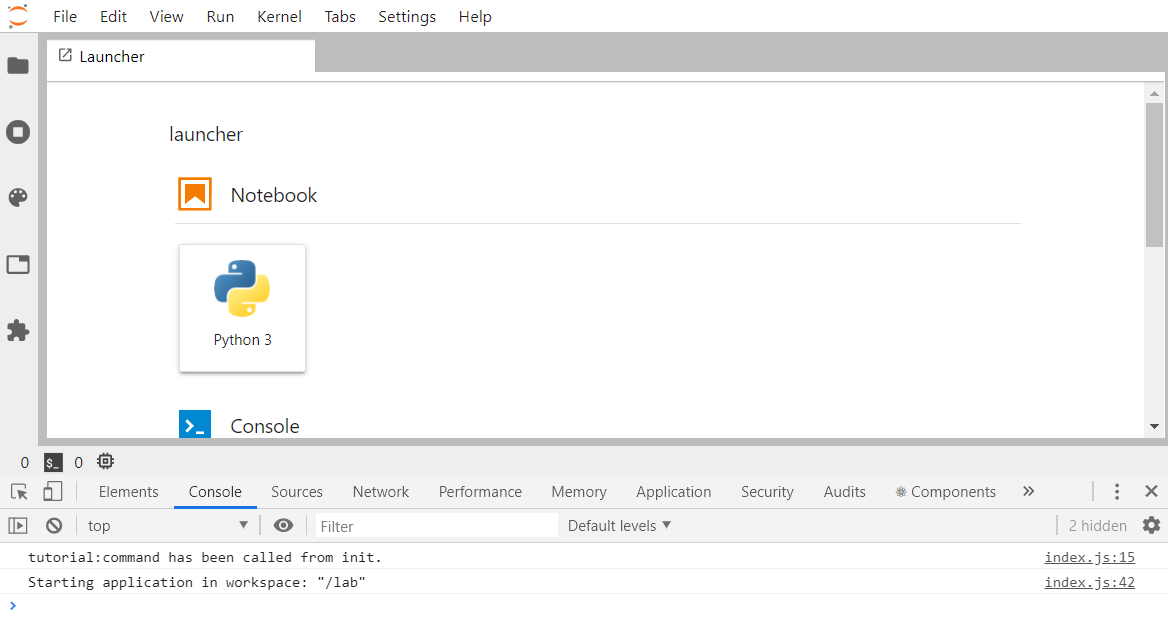 File Edit View Run Kernel Tabs Settings Help
Launcher
launcher
Notebook
Python 3
Console
0 $_ 0
Elements Console Sources Network Performance Memory Application Security Audits Components »
top Filter Default levels 2 hidden
tutorial:command has been called from init. index.js:15
Starting application in workspace: "/lab" index.js:42